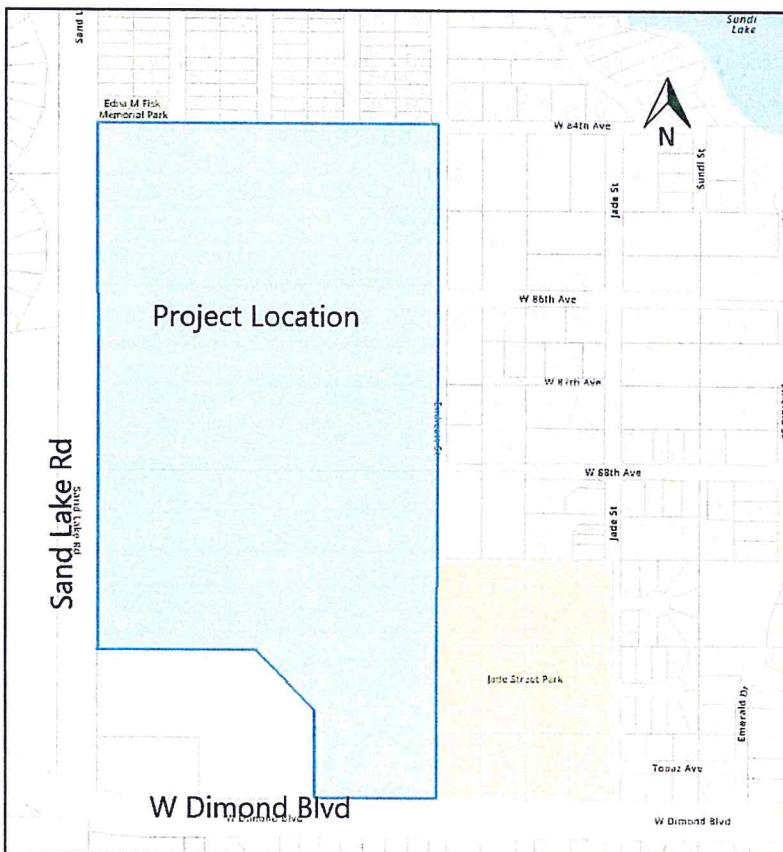 Sundi
Lake
Sand L
Edna M Fisk
Memorial Park
W 84th Ave
N
Sundi St
Jade St
W 86th Ave
Project Location
W 87th Ave
W 88th Ave
Sand Lake Rd
Sand Lake Rd
Jade St
Jade Street Park
Emerald Dr
Topaz Ave
W Dimond Blvd
W Dimond Blvd
W Dimond Blvd